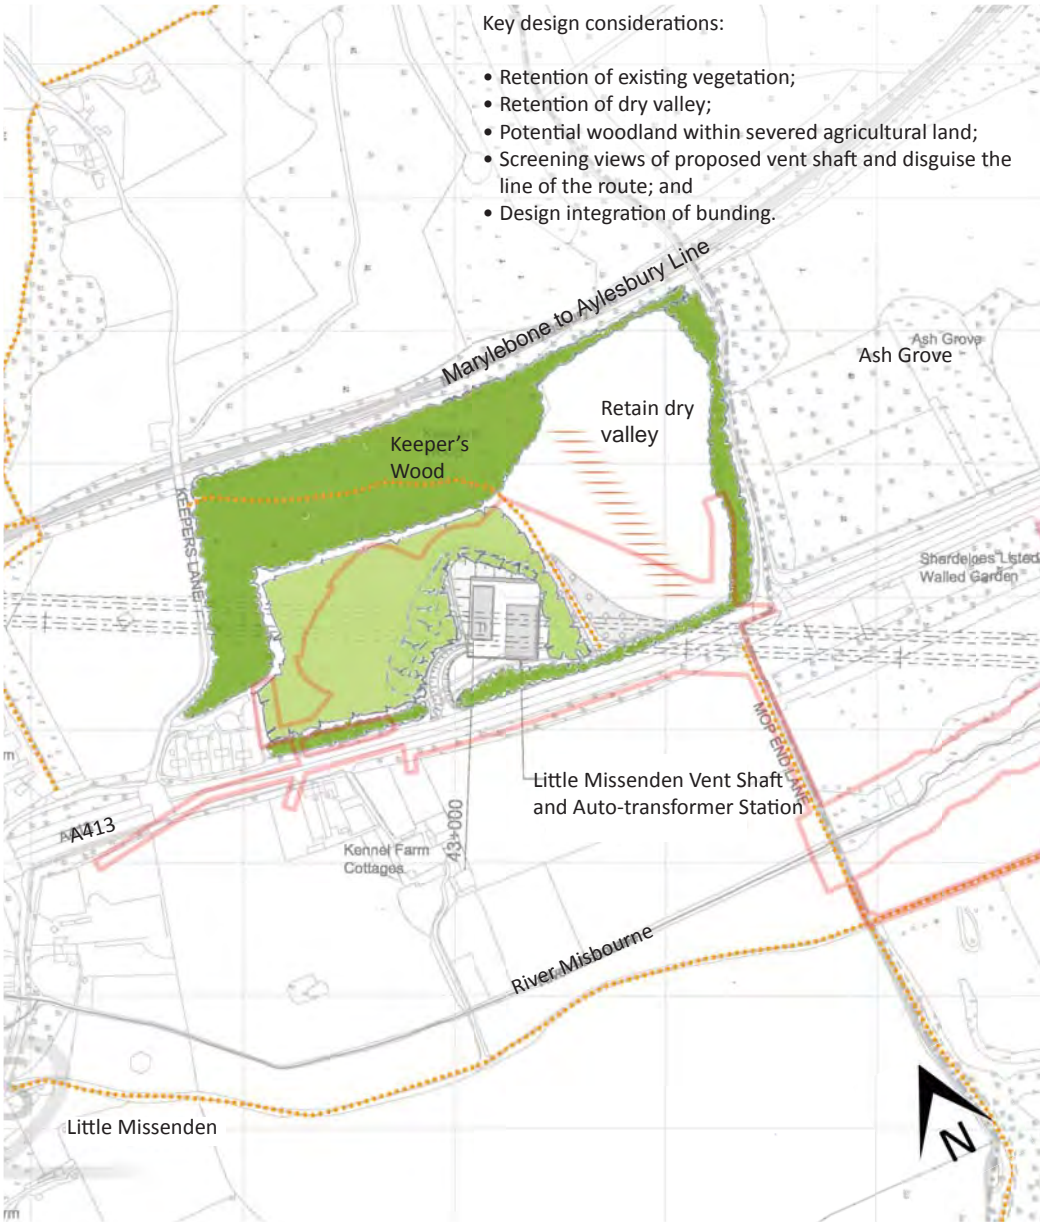 Key design considerations:
• Retention of existing vegetation;
• Retention of dry valley;
• Potential woodland within severed agricultural land;
• Screening views of proposed vent shaft and disguise the
line of the route; and
• Design integration of bunding.
Marylebone to Aylesbury Line
Ash Grove
Ash Grove
Retain dry
valley
Keeper's
Wood
KEEPERS LANE
Shardeloes Listed
Walled Garden
MOP END LANE
Little Missenden Vent Shaft
and Auto-transformer Station
A413
43+000
Kennel Farm
Cottages
River Misbourne
Little Missenden
N